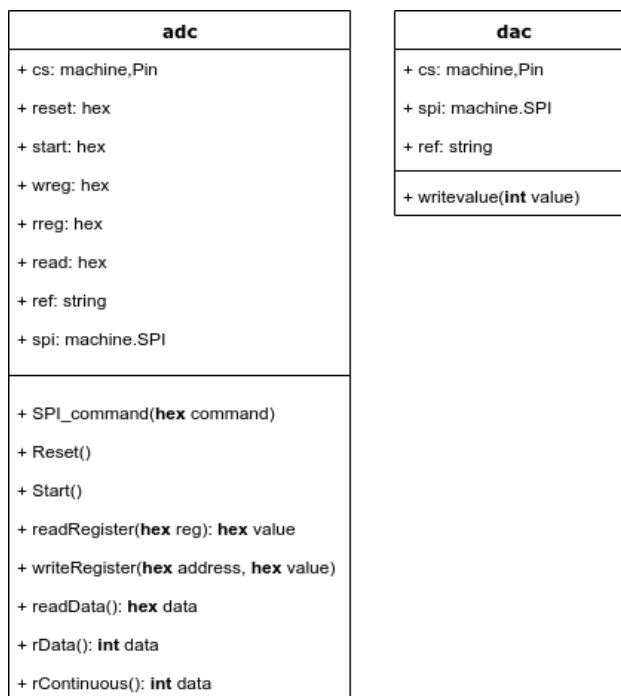 adc
+ cs: machine,Pin
+ reset: hex
+ start: hex
+ wreg: hex
+ rreg: hex
+ read: hex
+ ref: string
+ spi: machine.SPI
+ SPI_command(hex command)
+ Reset()
+ Start()
+ readRegister(hex reg): hex value
+ writeRegister(hex address, hex value)
+ readData(): hex data
+ rData(): int data
+ rContinuous(): int data
dac
+ cs: machine,Pin
+ spi: machine.SPI
+ ref: string
+ writevalue(int value)